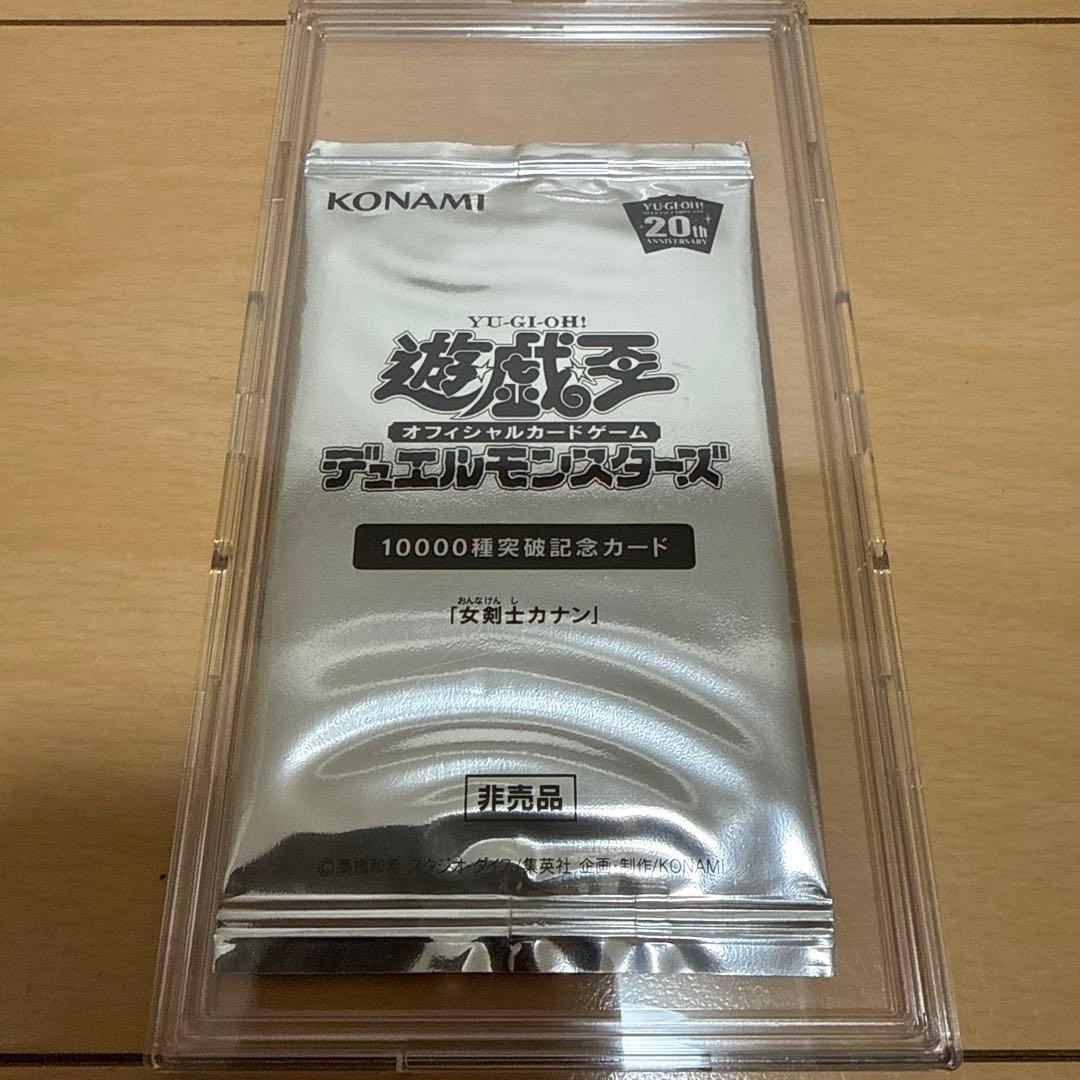 KONAMI
YU-GI-OH!
20th
ANNIVERSARY
YU-GI-OH!
遊戯王
オフィシャルカードゲーム
デュエルモンスターズ
10000種突破記念カード
おんなけん し
「女剣士カナン」
非売品
©高橋和希 スタジオ・ダイス/集英社 企画・制作/KONAMI